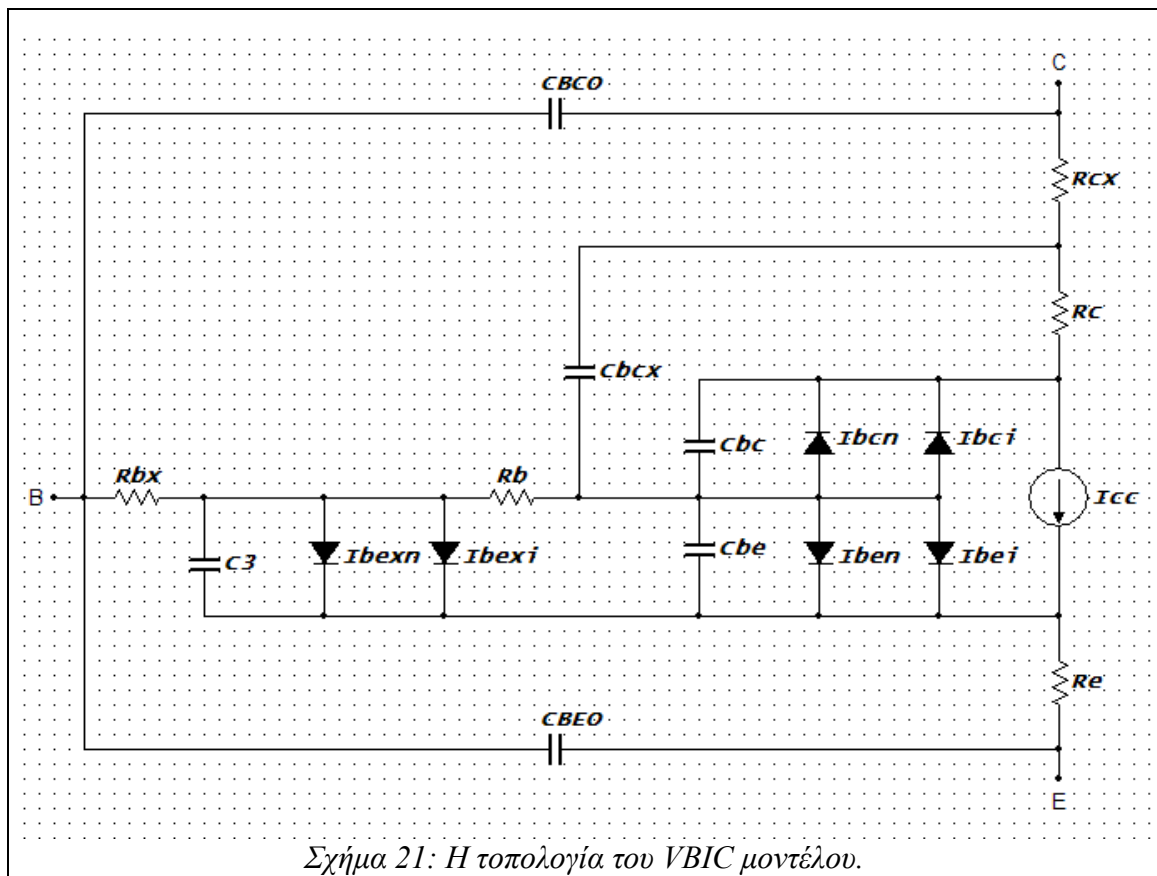 C
CBCO
Rcx
Rc
Cbcx
Cbc
Ibcn
Ibci
B
Rbx
Rb
Icc
C3
Ibexn
Ibexi
Cbe
Iben
Ibei
Re
CBEO
E
Σχήμα 21: Η τοπολογία του VBIC μοντέλου.